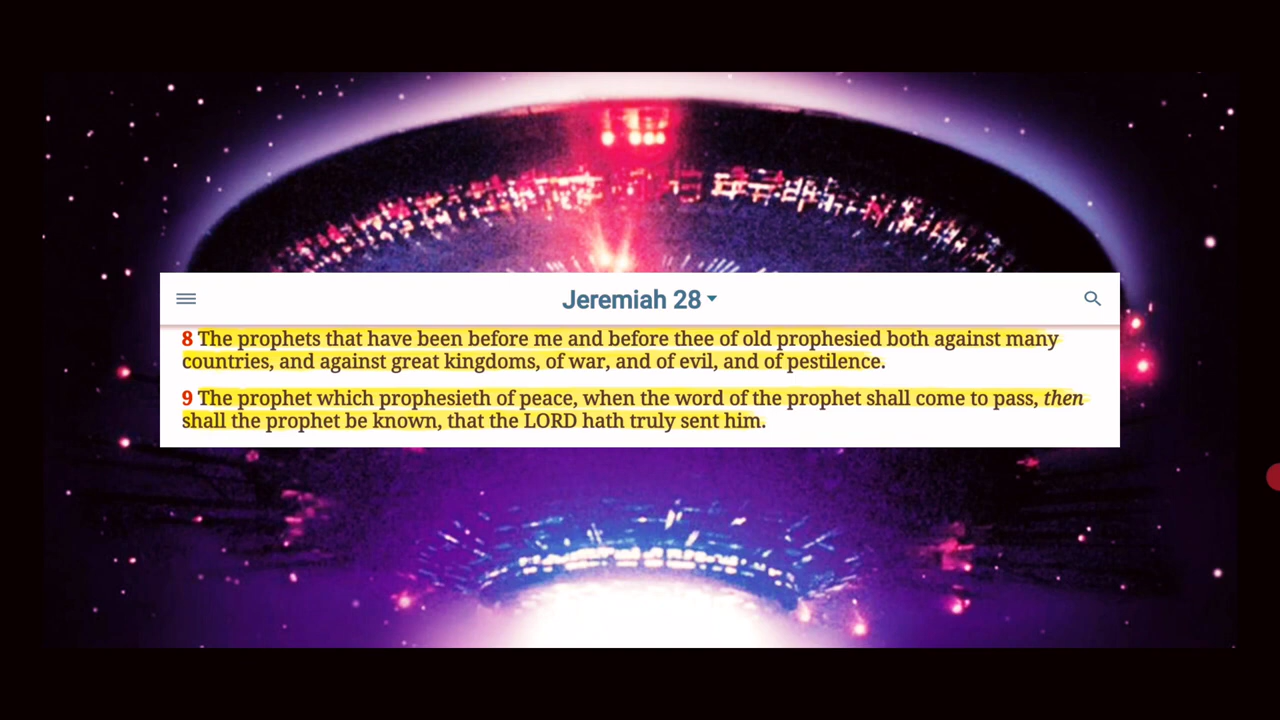 Jeremiah 28
8 The prophets that have been before me and before thee of old prophesied both against many
countries, and against great kingdoms, of war, and of evil, and of pestilence.
9 The prophet which prophesieth of peace, when the word of the prophet shall come to pass, then
shall the prophet be known, that the LORD hath truly sent him.